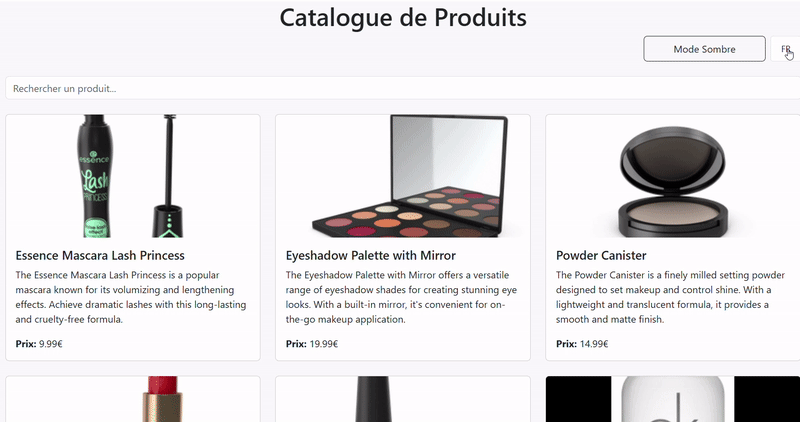 Catalogue de Produits
Mode Sombre
FR
Rechercher un produit...
essence
Lash
PRINCESS
Essence Mascara Lash Princess
The Essence Mascara Lash Princess is a popular
mascara known for its volumizing and lengthening
effects. Achieve dramatic lashes with this long-lasting
and cruelty-free formula.
Prix: 9.99€
Eyeshadow Palette with Mirror
The Eyeshadow Palette with Mirror offers a versatile
range of eyeshadow shades for creating stunning eye
looks. With a built-in mirror, it's convenient for on-
the-go makeup application.
Prix: 19.99€
Powder Canister
The Powder Canister is a finely milled setting powder
designed to set makeup and control shine. With a
lightweight and translucent formula, it provides a
smooth and matte finish.
Prix: 14.99€
ck